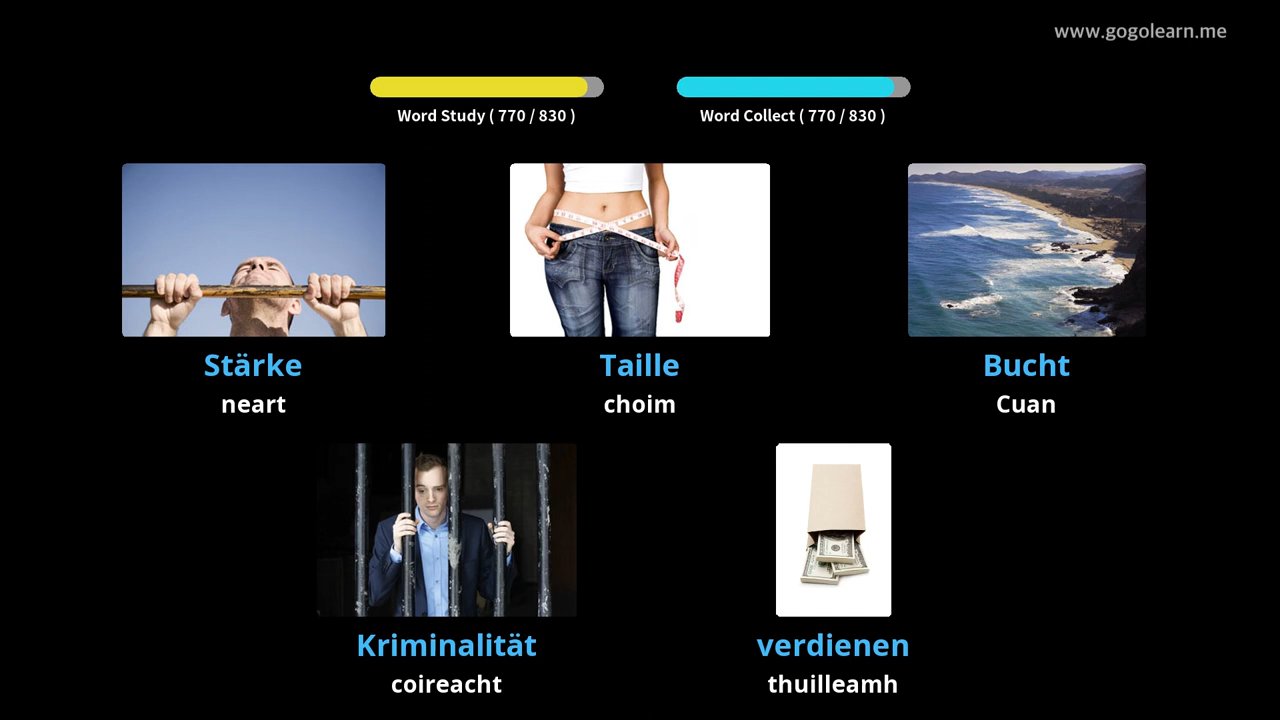 www.gogolearn.me
Word Study ( 770 / 830 )
Word Collect ( 770 / 830 )
Stärke
neart
Taille
choim
Bucht
Cuan
Kriminalität
coireacht
verdienen
thuilleamh